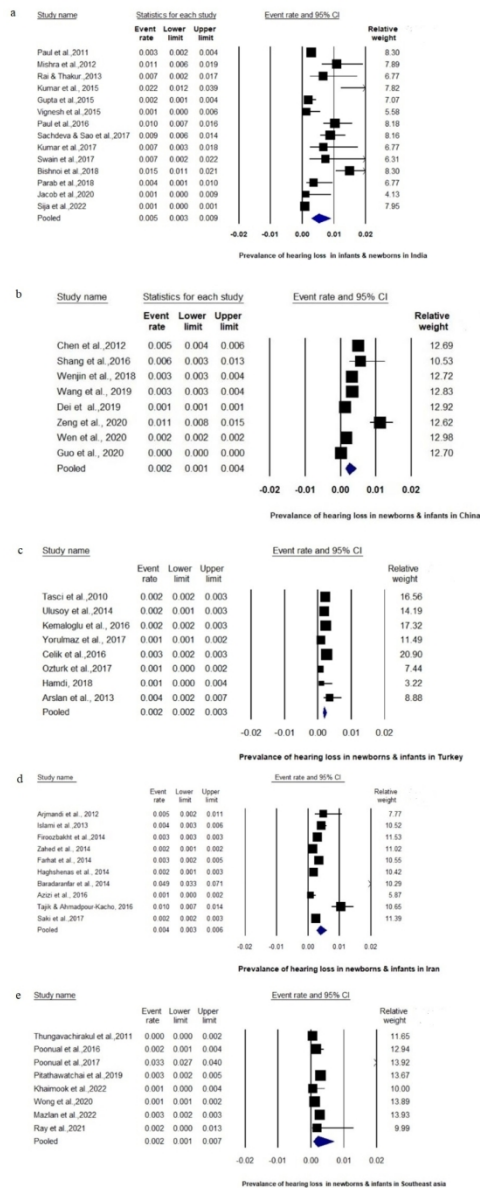 a
Study name Statistics for each study Event rate and 95% CI
Event rate Lower limit Upper limit Relative weight
Paul et.,2011 0.003 0.002 0.004 8.30
Mishra et.,2012 0.011 0.006 0.019 7.89
Rai & Thakur.,2013 0.007 0.002 0.017 6.77
Kumar et al., 2015 0.022 0.012 0.039 7.82
Gupta et al.,2015 0.002 0.001 0.004 7.07
Vignesh et al.,2015 0.001 0.000 0.006 5.58
Paul et al.,2016 0.010 0.007 0.016 8.18
Sachdeva & Sao et al.,2017 0.009 0.006 0.014 8.16
Kumar et al.,2017 0.007 0.003 0.018 6.77
Swain et al.,2017 0.007 0.002 0.022 6.31
Bishnoi et al.,2018 0.015 0.011 0.021 8.30
Parab et al.,2018 0.004 0.001 0.010 6.77
Jacob et al.,2020 0.001 0.000 0.009 4.13
Sija et al.,2022 0.001 0.000 0.001 7.95
Pooled 0.005 0.003 0.009
-0.02 -0.01 0.00 0.01 0.02
Prevalance of hearing loss in infants & newborns in India
b
Study name Statistics for each study Event rate and 95% CI
Event rate Lower limit Upper limit Relative weight
Chen et al.,2012 0.005 0.004 0.006 12.69
Shang et al.,2016 0.006 0.003 0.013 10.53
Wenjin et al., 2018 0.003 0.003 0.004 12.72
Wang et al., 2019 0.003 0.003 0.004 12.83
Dei et al.,2019 0.001 0.001 0.001 12.92
Zeng et al., 2020 0.011 0.008 0.015 12.62
Wen et al., 2020 0.002 0.002 0.002 12.98
Guo et al., 2020 0.000 0.000 0.000 12.70
Pooled 0.002 0.001 0.004
-0.02 -0.01 0.00 0.01 0.02
Prevalance of hearing loss in newborns & infants in China
c
Study name Event rate and 95% CI
Event rate Lower limit Upper limit Relative weight
Tasci et al.,2010 0.002 0.002 0.003 16.56
Ulusoy et al.,2014 0.002 0.002 0.003 14.19
Kemaloglu et al., 2016 0.002 0.002 0.003 17.32
Yorulmaz et al., 2017 0.001 0.001 0.002 11.49
Celik et al.,2016 0.003 0.002 0.003 20.90
Ozturk et al.,2017 0.001 0.000 0.002 7.44
Hamdi, 2018 0.001 0.000 0.004 3.22
Arslan et al., 2013 0.004 0.002 0.007 8.88
Pooled 0.002 0.002 0.003
-0.02 -0.01 0.00 0.01 0.02
Prevalance of hearing loss in newborns & infants in Turkey
d
Study name Event rate and 95% CI
Event rate Lower limit Upper limit Relative weight
Arjmandi et al., 2012 0.005 0.002 0.011 7.77
Islami et al.,2013 0.004 0.003 0.006 10.52
Firoozbakht et al.,2014 0.003 0.003 0.003 11.53
Zahed et al., 2014 0.002 0.001 0.002 11.02
Farhat et al., 2014 0.003 0.002 0.005 10.55
Haghshenas et al., 2014 0.002 0.001 0.003 10.42
Baradaranfar et al., 2014 0.049 0.033 0.071 10.29
Azizi et al., 2016 0.001 0.000 0.002 5.87
Tajik & Ahmadpour-Kacho, 2016 0.010 0.007 0.014 10.65
Saki et al.,2017 0.002 0.002 0.003 11.39
Pooled 0.004 0.003 0.006
-0.02 -0.01 0.00 0.01 0.02
Prevalance of hearing loss in newborns & infants in Iran
e
Study name Event rate and 95% CI
Event rate Lower limit Upper limit Relative weight
Thungavachirakul et al.,2011 0.000 0.000 0.002 11.65
Poonual et al.,2016 0.002 0.001 0.004 12.94
Poonual et al.,2017 0.033 0.027 0.040 13.92
Pitathawatchai et al.,2019 0.003 0.002 0.005 13.67
Khaimook et al.,2022 0.001 0.000 0.004 10.00
Wong et al.,2020 0.001 0.001 0.002 13.89
Mazlan et al.,2022 0.003 0.002 0.003 13.93
Ray et al.,2021 0.002 0.000 0.013 9.99
Pooled 0.002 0.001 0.007
-0.02 -0.01 0.00 0.01 0.02
Prevalance of hearing loss in newborns & infants in Southeast asia